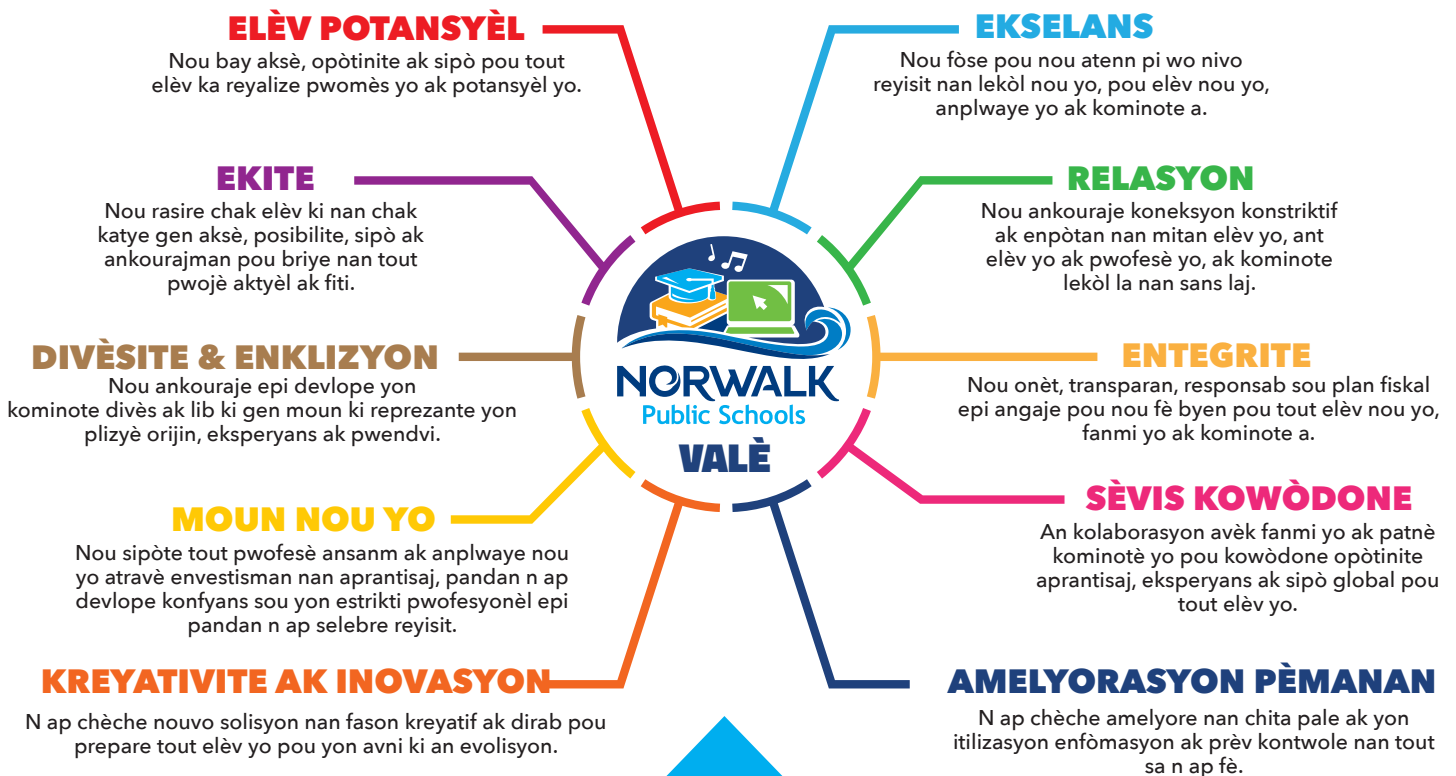 ELÈV POTANSYÈL
Nou bay aksè, opòtinite ak sipò pou tout
elèv ka reyalize pwomès yo ak potansyèl yo.
EKSELANS
Nou fòse pou nou atenn pi wo nivo
reyisit nan lekòl nou yo, pou elèv nou yo,
anplwaye yo ak kominote a.
EKITE
Nou rasire chak elèv ki nan chak
katye gen aksè, posibilite, sipò ak
ankourajman pou briye nan tout
pwojè aktyèl ak fiti.
RELASYON
Nou ankouraje koneksyon konstriktif
ak enpòtan nan mitan elèv yo, ant
elèv yo ak pwofesè yo, ak kominote
lekòl la nan sans laj.
DIVÈSITE & ENKLIZYON
Nou ankouraje epi devlope yon
kominote divès ak lib ki gen moun ki reprezante yon
plizyè orijin, eksperyans ak pwendvi.
NORWALK
Public Schools
VALÈ
ENTEGRITE
Nou onèt, transparan, responsab sou plan fiskal
epi angaje pou nou fè byen pou tout elèv nou yo,
fanmi yo ak kominote a.
MOUN NOU YO
Nou sipòte tout pwofesè ansanm ak anplwaye nou
yo atravè envestisman nan aprantisaj, pandan n ap
devlope konfyans sou yon estrikti pwofesyonèl epi
pandan n ap selebre reyisit.
SÈVIS KOWÒDONE
An kolaborasyon avèk fanmi yo ak patnè
kominotè yo pou kowòdone opòtinite
aprantisaj, eksperyans ak sipò global pou
tout elèv yo.
KREYATIVITE AK INOVASYON
N ap chèche nouvo solisyon nan fason kreyatif ak dirab pou
prepare tout elèv yo pou yon avni ki an evolisyon.
AMELYORASYON PÈMANAN
N ap chèche amelyore nan chita pale ak yon
itilizasyon enfòmasyon ak prèv kontwole nan tout
sa n ap fè.